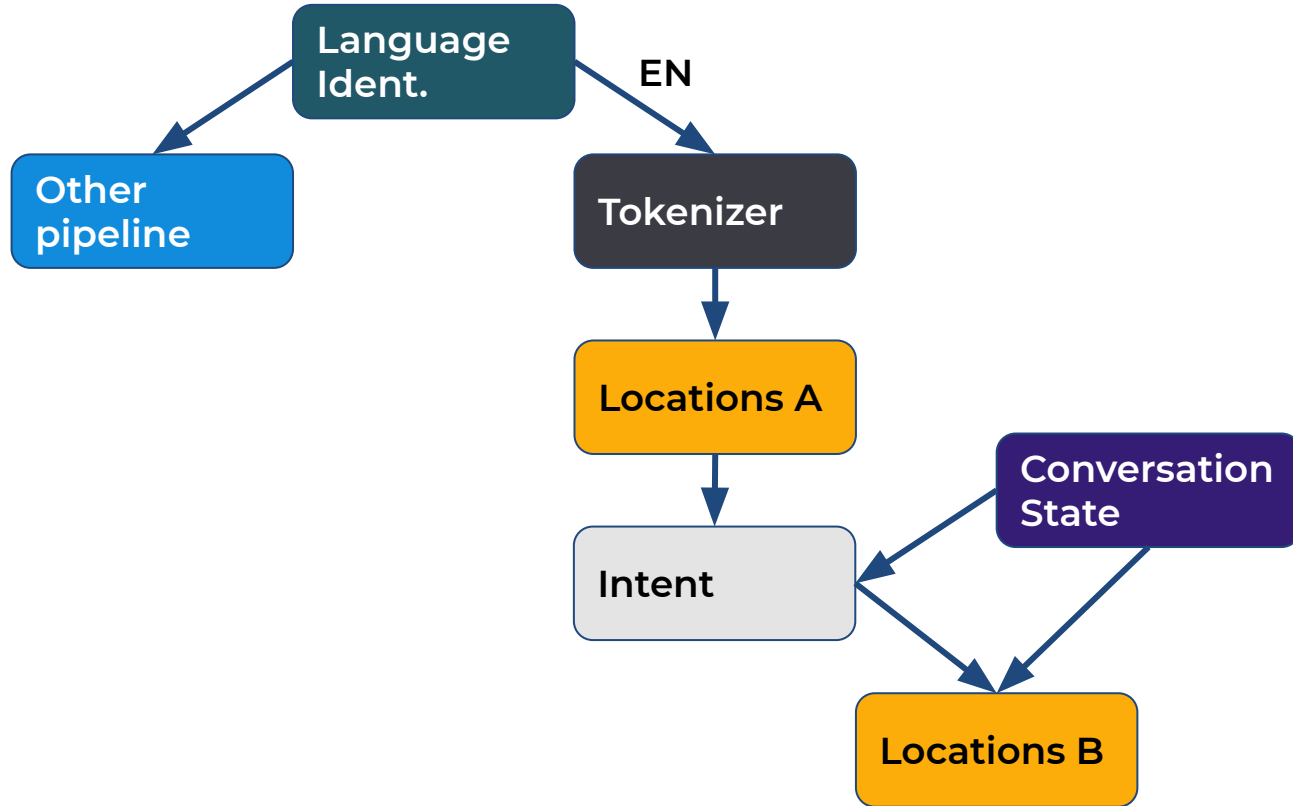 Language
Ident.
EN
Other
pipeline
Tokenizer
Locations A
Conversation
State
Intent
Locations B